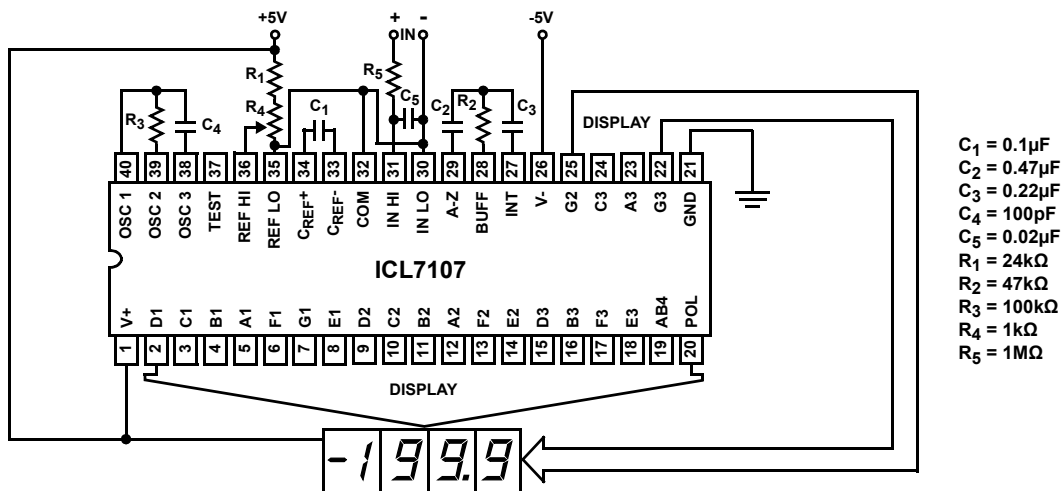 +5V
+
-
IN
-5V
R1
R5
R4
C1
C5
C2
R2
C3
R3
C4
DISPLAY
40
39
38
37
36
35
34
33
32
31
30
29
28
27
26
25
24
23
22
21
OSC 1
OSC 2
OSC 3
TEST
REF HI
REF LO
CREF+
CREF-
COM
IN HI
IN LO
A-Z
BUFF
INT
V-
G2
C3
A3
G3
GND
ICL7107
V+
D1
C1
B1
A1
F1
G1
E1
D2
C2
B2
A2
F2
E2
D3
B3
F3
E3
AB4
POL
1
2
3
4
5
6
7
8
9
10
11
12
13
14
15
16
17
18
19
20
DISPLAY
-199.9
C1 = 0.1µF
C2 = 0.47µF
C3 = 0.22µF
C4 = 100pF
C5 = 0.02µF
R1 = 24kΩ
R2 = 47kΩ
R3 = 100kΩ
R4 = 1kΩ
R5 = 1MΩ